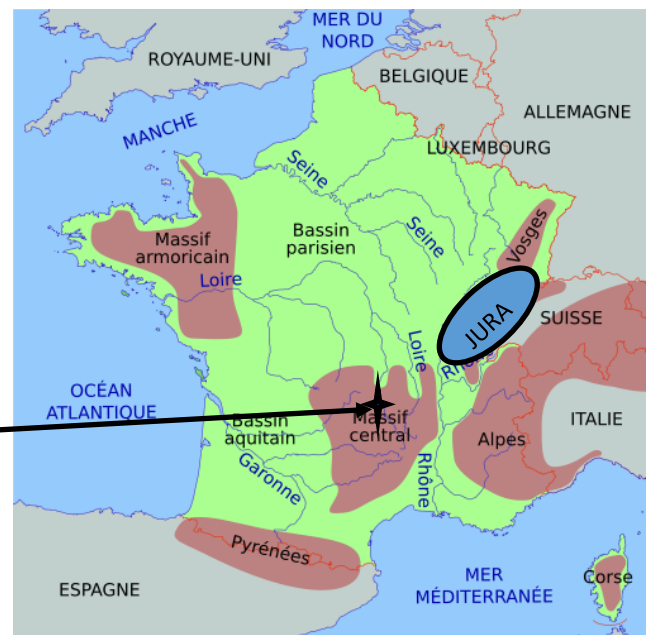 MER DU
NORD
ROYAUME-UNI
BELGIQUE
ALLEMAGNE
MANCHE
LUXEMBOURG
Seine
Seine
Vosges
Bassin
parisien
Massif
armoricain
Loire
JURA
SUISSE
Loire
Rhône
OCÉAN
ATLANTIQUE
Bassin
aquitain
Massif
central
Alpes
ITALIE
Garonne
Rhône
Pyrénées
ESPAGNE
MER
MÉDITERRANÉE
Corse